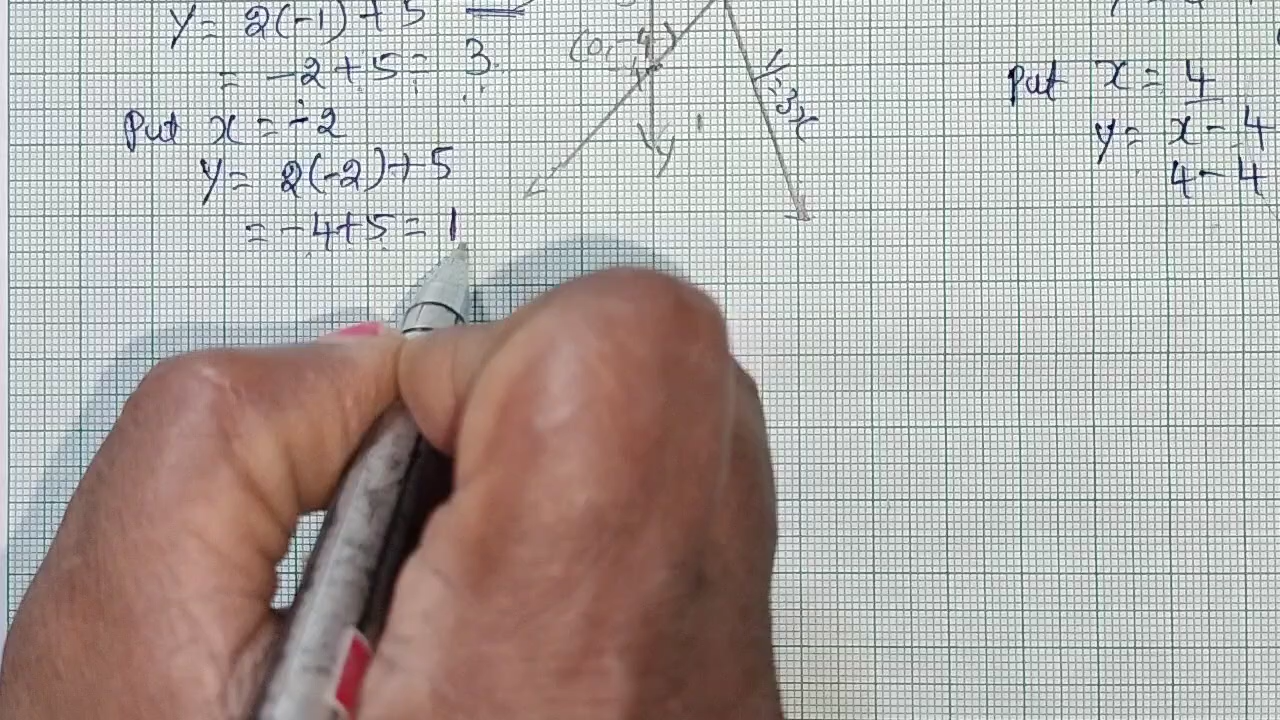 y = 2(-1) + 5
= -2 + 5 = 3
Put x = -2
y = 2(-2) + 5
= -4 + 5 = 1
(0, -4)
y'
Put x = 4
y = x - 4
4 - 4